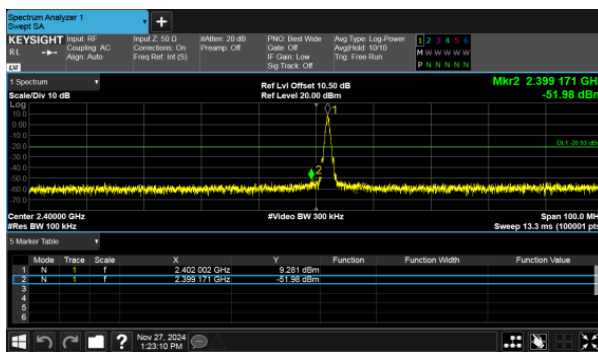 Spectrum Analyzer 1
Swept SA
+
KEYSIGHT Input: RF Input Z: 50 Ω #Atten: 20 dB PNO: Best Wide Avg Type: Log-Power 1 2 3 4 5 6
RL Coupling: AC Corrections: On Preamp: Off Gate: Off Avg|Hold: 10/10 M W W W W W
Align: Auto Freq Ref: Int (S) IF Gain: Low Trig: Free Run
Sig Track: Off P N N N N N
LXI
1 Spectrum Ref Lvl Offset 10.50 dB Mkr2 2.399 171 GH
Scale/Div 10 dB Ref Level 20.00 dBm -51.98 dBm
Log
10.0
0.00
-10.0
-20.0
-30.0
-40.0
-50.0
-60.0
-70.0
1
DL1 -20.93 dB
2
Center 2.40000 GHz #Video BW 300 kHz Span 100.0 MH
#Res BW 100 kHz Sweep 13.3 ms (100001 pts
5 Marker Table
Mode Trace Scale X Y Function Function Width Function Value
1 N 1 f 2.402 002 GHz 9.281 dBm
2 N 1 f 2.399 171 GHz -51.98 dBm
3
4
5
6
? Nov 27, 2024
1:23:10 PM